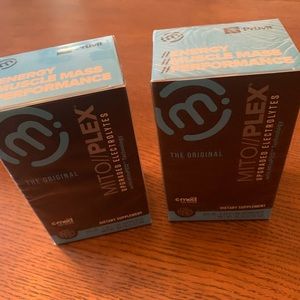 // ENERGY
// MUSCLE MASS
// PERFORMANCE
THE ORIGINAL
MITO//PLEX
UPGRADED ELECTROLYTES
DIETARY SUPPLEMENT
Prüvit
// ENERGY
// MUSCLE MASS
// PERFORMANCE
THE ORIGINAL
MITO//PLEX
UPGRADED ELECTROLYTES
DIETARY SUPPLEMENT